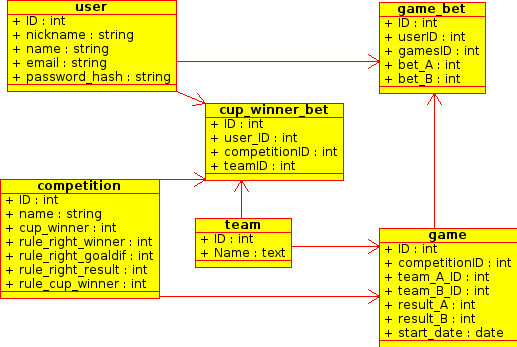 user
+ ID : int
+ nickname : string
+ name : string
+ email : string
+ password_hash : string
game_bet
+ ID : int
+ userID : int
+ gamesID : int
+ bet_A : int
+ bet_B : int
cup_winner_bet
+ ID : int
+ user_ID : int
+ competitionID : int
+ teamID : int
competition
+ ID : int
+ name : string
+ cup_winner : int
+ rule_right_winner : int
+ rule_right_goaldif : int
+ rule_right_result : int
+ rule_cup_winner : int
team
+ ID : int
+ Name : text
game
+ ID : int
+ competitionID : int
+ team_A_ID : int
+ team_B_ID : int
+ result_A : int
+ result_B : int
+ start_date : date